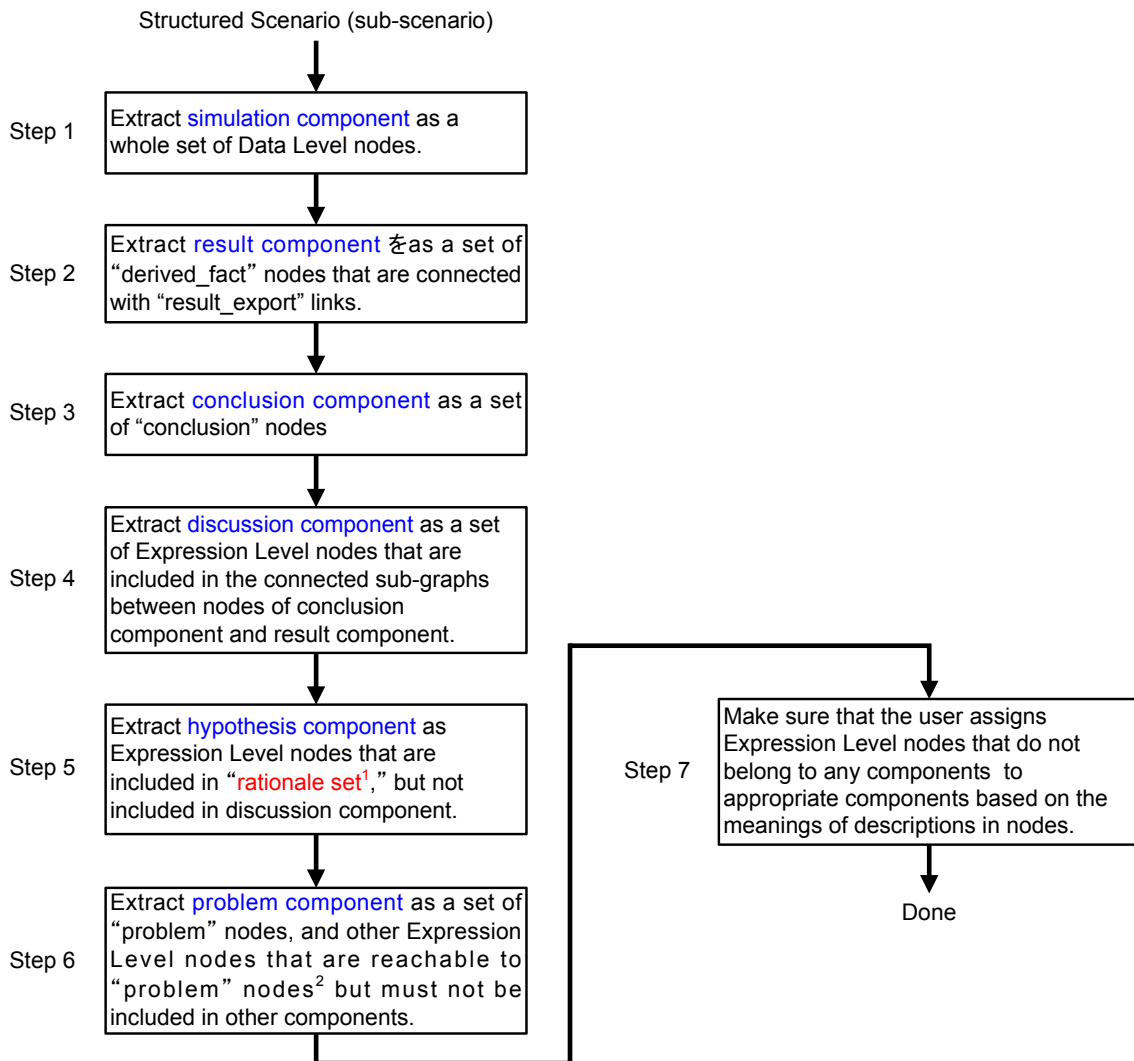 Structured Scenario (sub-scenario)
Step 1
Extract simulation component as a
whole set of Data Level nodes.
Step 2
Extract result component をas a set of
“derived_fact” nodes that are connected
with “result_export” links.
Step 3
Extract conclusion component as a set
of “conclusion” nodes
Step 4
Extract discussion component as a set
of Expression Level nodes that are
included in the connected sub-graphs
between nodes of conclusion
component and result component.
Step 5
Extract hypothesis component as
Expression Level nodes that are
included in “rationale set¹,” but not
included in discussion component.
Step 6
Extract problem component as a set of
“problem” nodes, and other Expression
Level nodes that are reachable to
“problem” nodes² but must not be
included in other components.
Step 7
Make sure that the user assigns
Expression Level nodes that do not
belong to any components to
appropriate components based on the
meanings of descriptions in nodes.
Done